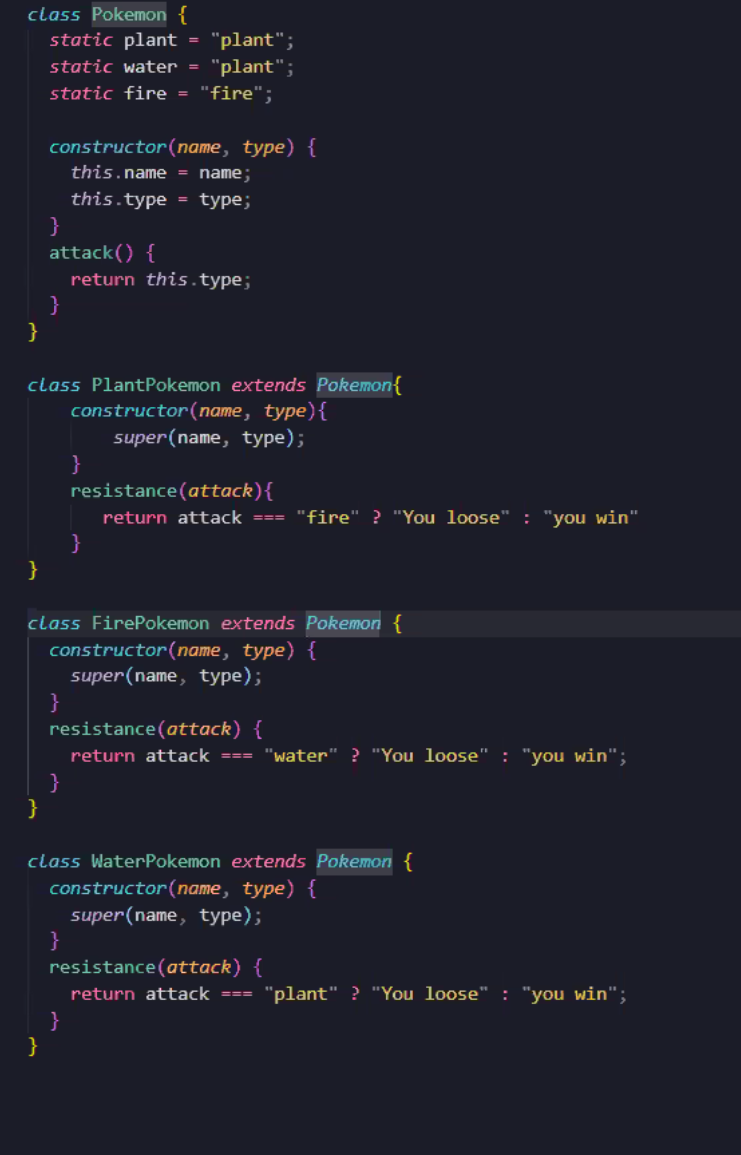 class Pokemon {
  static plant = "plant";
  static water = "plant";
  static fire = "fire";

  constructor(name, type) {
    this.name = name;
    this.type = type;
  }
  attack() {
    return this.type;
  }
}

class PlantPokemon extends Pokemon{
    constructor(name, type){
        super(name, type);
    }
    resistance(attack){
       return attack === "fire" ? "You loose" : "you win"
    }
}

class FirePokemon extends Pokemon {
  constructor(name, type) {
    super(name, type);
  }
  resistance(attack) {
    return attack === "water" ? "You loose" : "you win";
  }
}

class WaterPokemon extends Pokemon {
  constructor(name, type) {
    super(name, type);
  }
  resistance(attack) {
    return attack === "plant" ? "You loose" : "you win";
  }
}